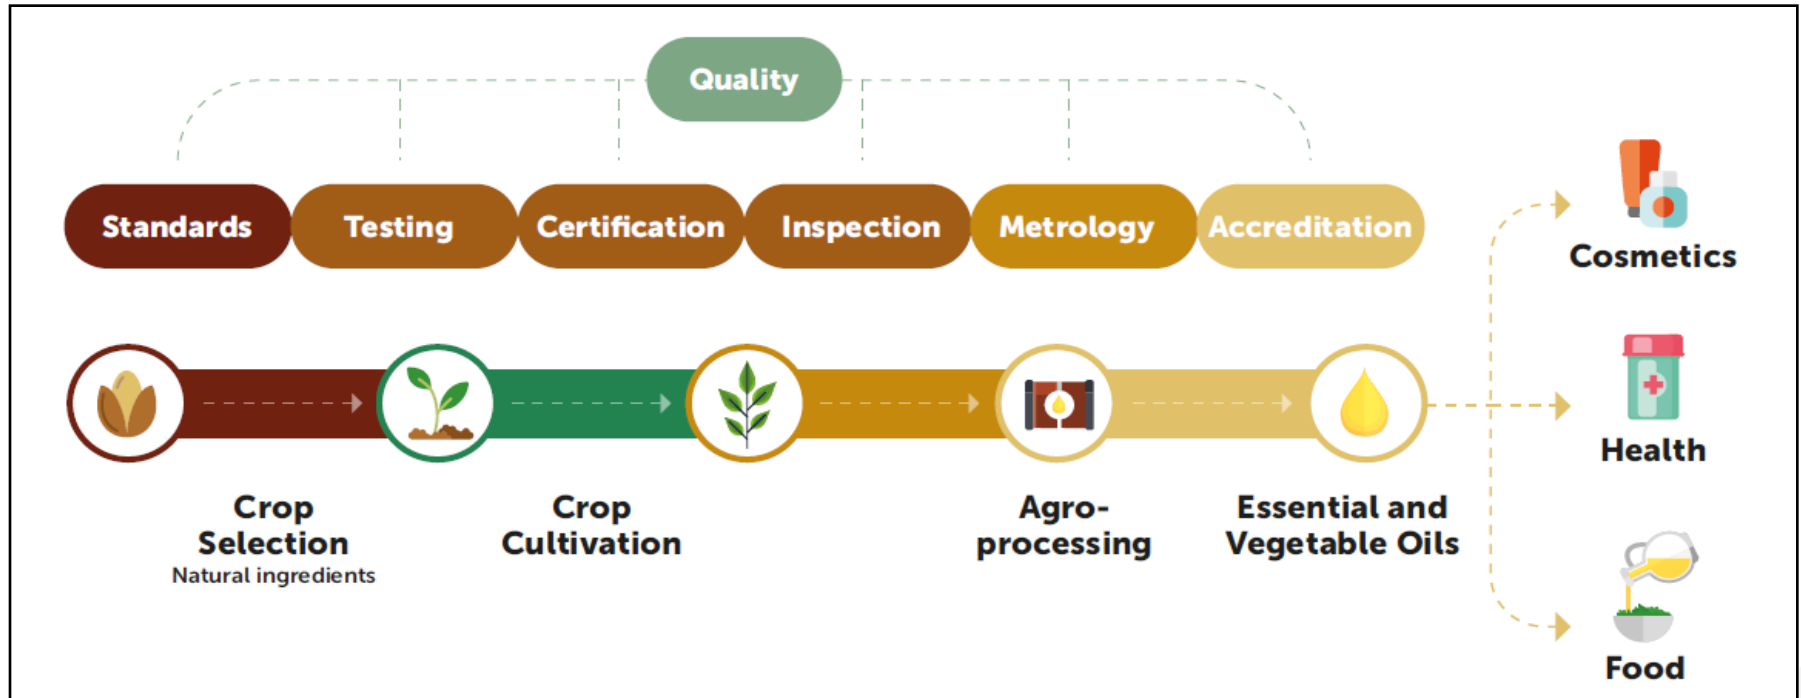 Quality
Standards
Testing
Certification
Inspection
Metrology
Accreditation
Cosmetics
Health
Food
Crop
Selection
Natural ingredients
Crop
Cultivation
Agro-
processing
Essential and
Vegetable Oils